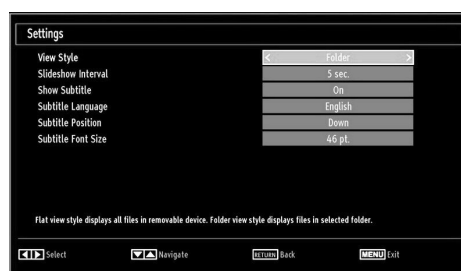 Settings
View Style < Folder >
Slideshow Interval 5 sec.
Show Subtitle On
Subtitle Language English
Subtitle Position Down
Subtitle Font Size 46 pt.
Flat view style displays all files in removable device. Folder view style displays files in selected folder.
Select Navigate RETURN Back MENU Exit